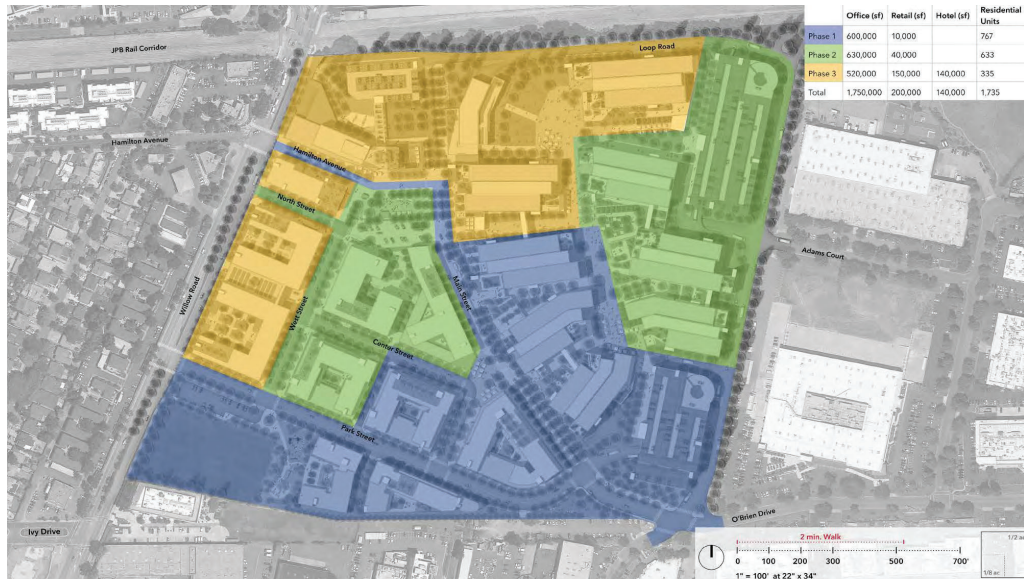 Office (sf) Retail (sf) Hotel (sf) Residential Units
Phase 1 600,000 10,000 767
Phase 2 630,000 40,000 633
Phase 3 520,000 150,000 140,000 335
Total 1,750,000 200,000 140,000 1,735
JPB Rail Corridor
Loop Road
Hamilton Avenue
Hamilton Avenue
North Street
Willow Road
West Street
Main Street
Center Street
Park Street
Adams Court
O'Brien Drive
Ivy Drive
2 min. Walk
0 100 200 300 400 500 700'
1" = 100' at 22" x 34"
1/2 ac
1/8 ac